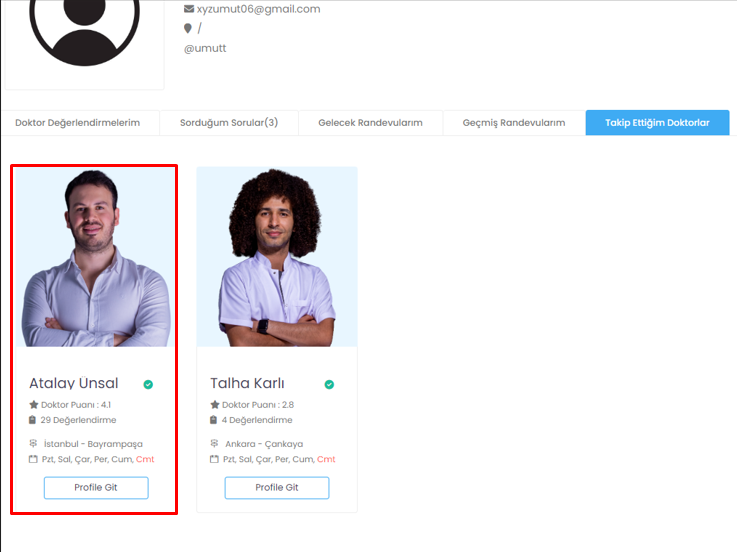 xyzumut06@gmail.com
/
@umutt
Doktor Değerlendirmelerim
Sorduğum Sorular(3)
Gelecek Randevularım
Geçmiş Randevularım
Takip Ettiğim Doktorlar
Atalay Ünsal
Doktor Puanı : 4.1
29 Değerlendirme
İstanbul - Bayrampaşa
Pzt, Sal, Çar, Per, Cum, Cmt
Profile Git
Talha Karlı
Doktor Puanı : 2.8
4 Değerlendirme
Ankara - Çankaya
Pzt, Sal, Çar, Per, Cum, Cmt
Profile Git